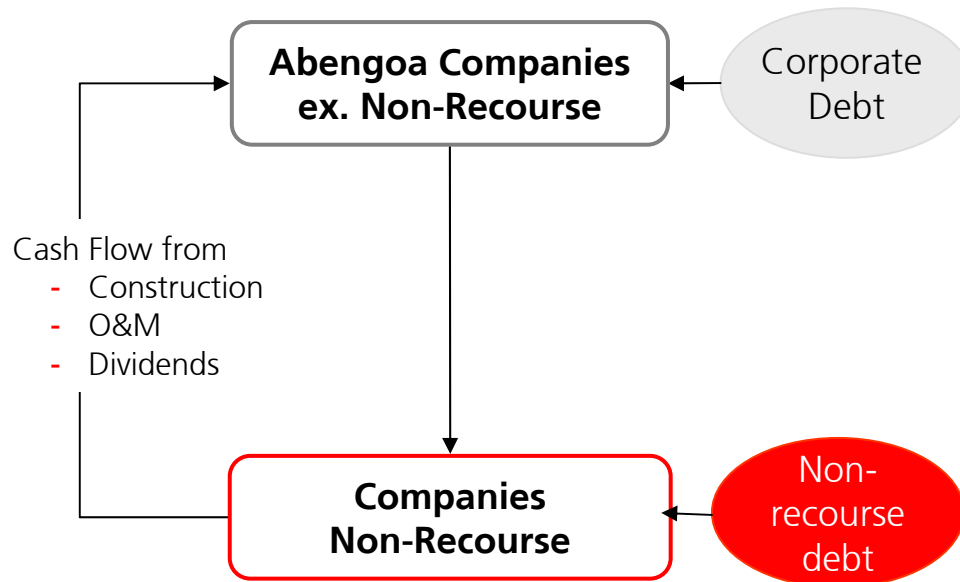 Abengoa Companies
ex. Non-Recourse
Corporate
Debt
Cash Flow from
- Construction
- O&M
- Dividends
Companies
Non-Recourse
Non-
recourse
debt